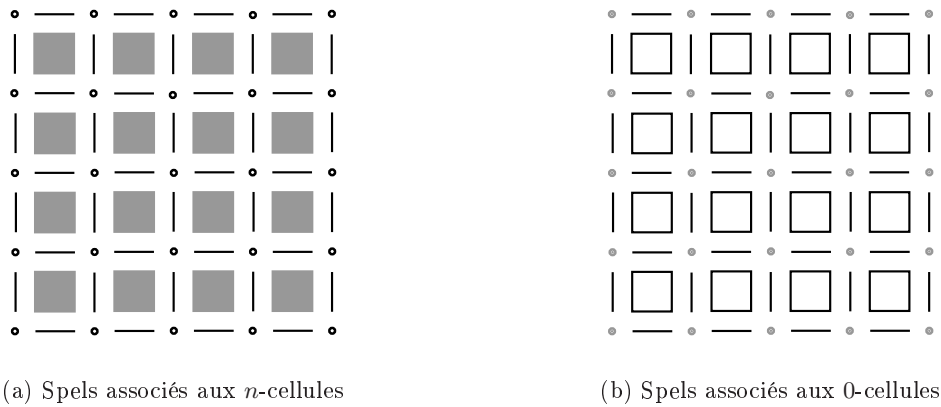 (a) Spels associés aux n-cellules
(b) Spels associés aux 0-cellules